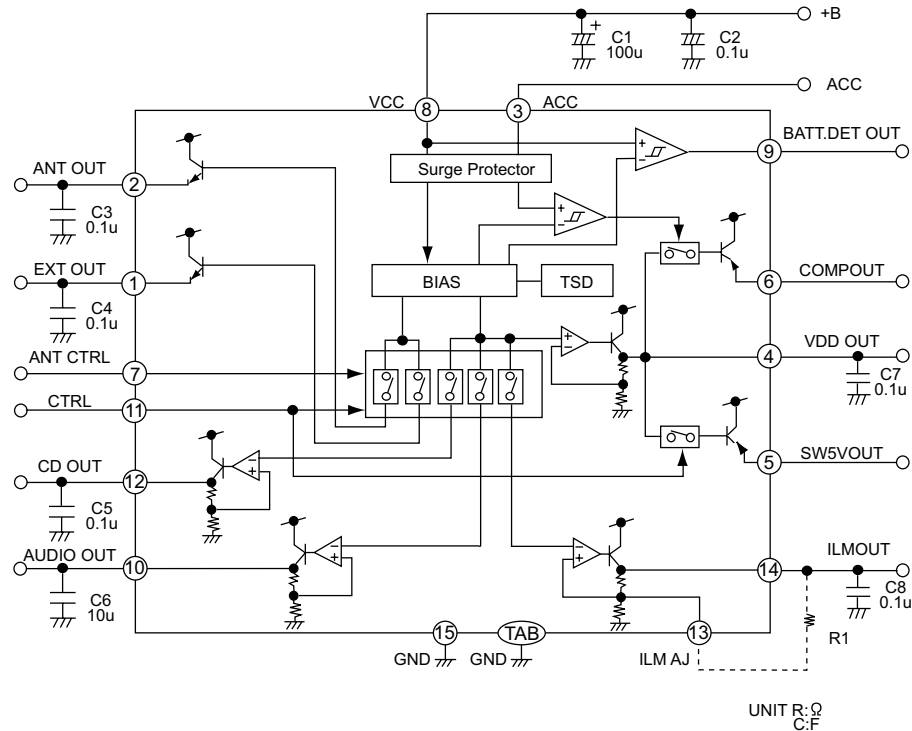 +B
C1
100u
+
C2
0.1u
ACC
VCC
8
3
ACC
BATT.DET OUT
9
+
−
ANT OUT
2
Surge Protector
C3
0.1u
+
−
EXT OUT
1
BIAS
TSD
COMPOUT
6
C4
0.1u
ANT CTRL
7
+
−
4
VDD OUT
C7
0.1u
CTRL
11
CD OUT
12
−
+
5
SW5VOUT
C5
0.1u
AUDIO OUT
10
−
+
−
+
14
ILMOUT
C6
10u
C8
0.1u
15
TAB
13
R1
GND
GND
ILM AJ
UNIT R:Ω
C:F